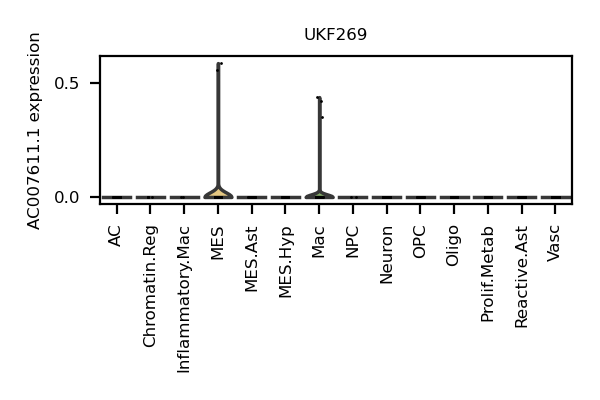 UKF269
AC007611.1 expression
0.5
0.0
AC
Chromatin.Reg
Inflammatory.Mac
MES
MES.Ast
MES.Hyp
Mac
NPC
Neuron
OPC
Oligo
Prolif.Metab
Reactive.Ast
Vasc